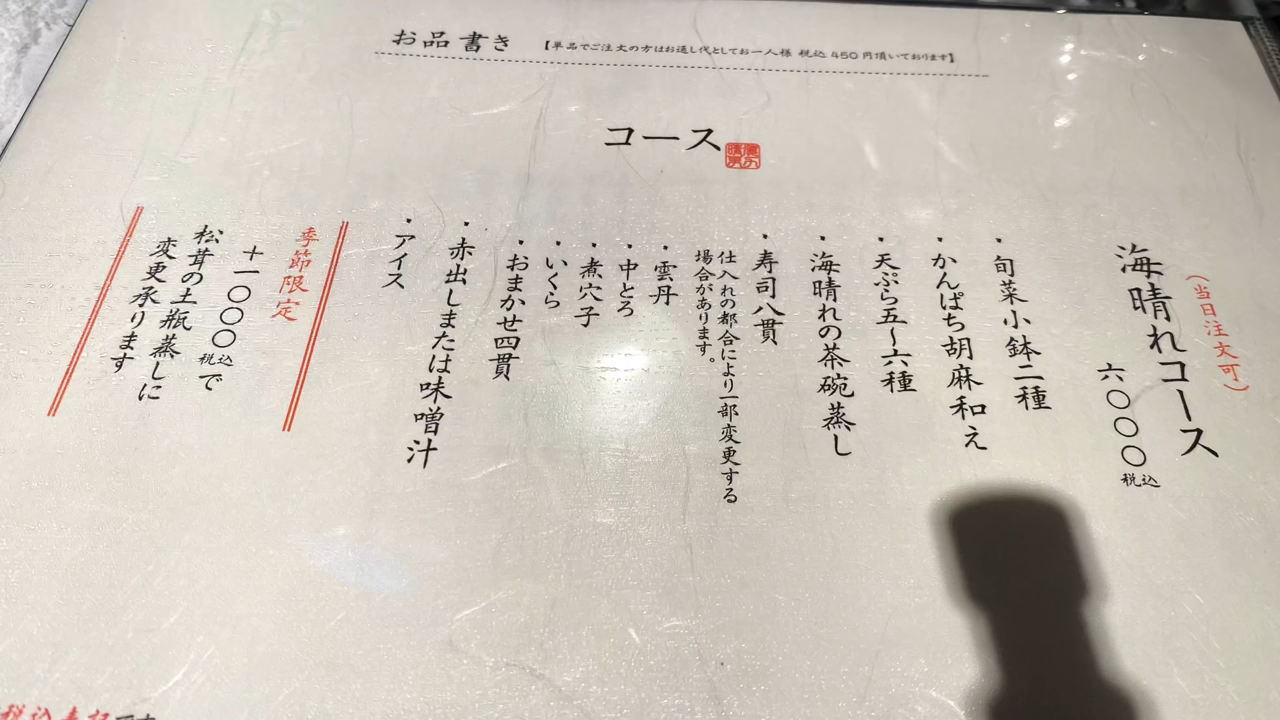 お品書き
【単品でご注文の方はお通し代としてお一人様 税込 450 円頂いております】
コース
(当日注文可)
海晴れコース
六〇〇〇税込
・旬菜小鉢二種
・かんぱち胡麻和え
・天ぷら五〜六種
・海晴れの茶碗蒸し
・寿司八貫
仕入れの都合により一部変更する
場合があります。
・雲丹
・中とろ
・煮穴子
・いくら
・おまかせ四貫
・赤出しまたは味噌汁
・アイス
季節限定
十一〇〇〇税込で
松茸の土瓶蒸しに
変更承ります
税込表記です